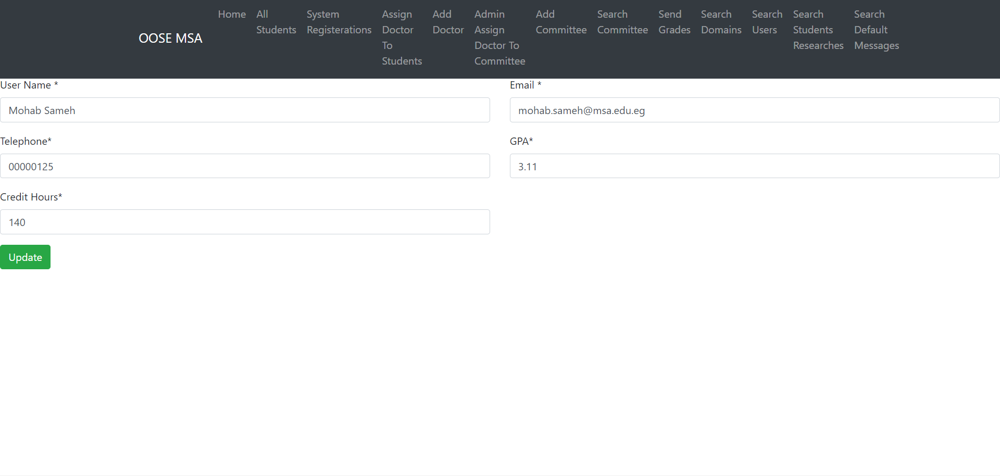 OOSE MSA
Home
All
Students
System
Registerations
Assign
Doctor
To
Students
Add
Doctor
Admin
Assign
Doctor To
Committee
Add
Committee
Search
Committee
Send
Grades
Search
Domains
Search
Users
Search
Students
Researches
Search
Default
Messages
User Name *
Mohab Sameh
Email *
mohab.sameh@msa.edu.eg
Telephone*
00000125
GPA*
3.11
Credit Hours*
140
Update